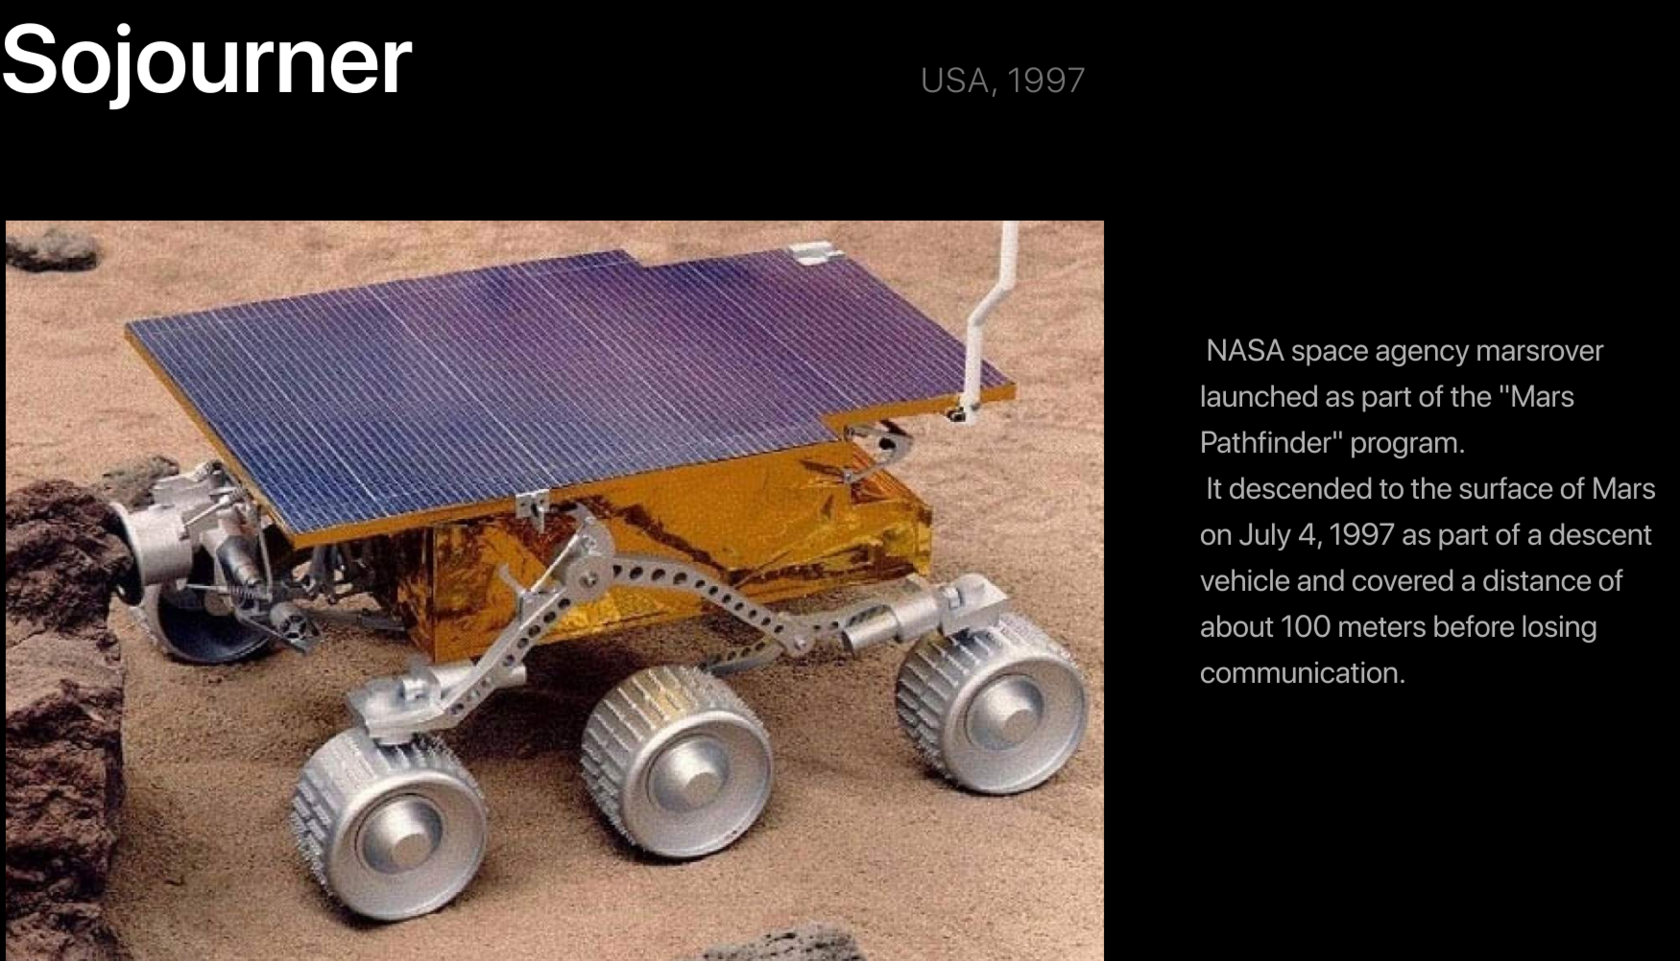 Sojourner
USA, 1997
NASA space agency marsrover
launched as part of the "Mars
Pathfinder" program.
It descended to the surface of Mars
on July 4, 1997 as part of a descent
vehicle and covered a distance of
about 100 meters before losing
communication.